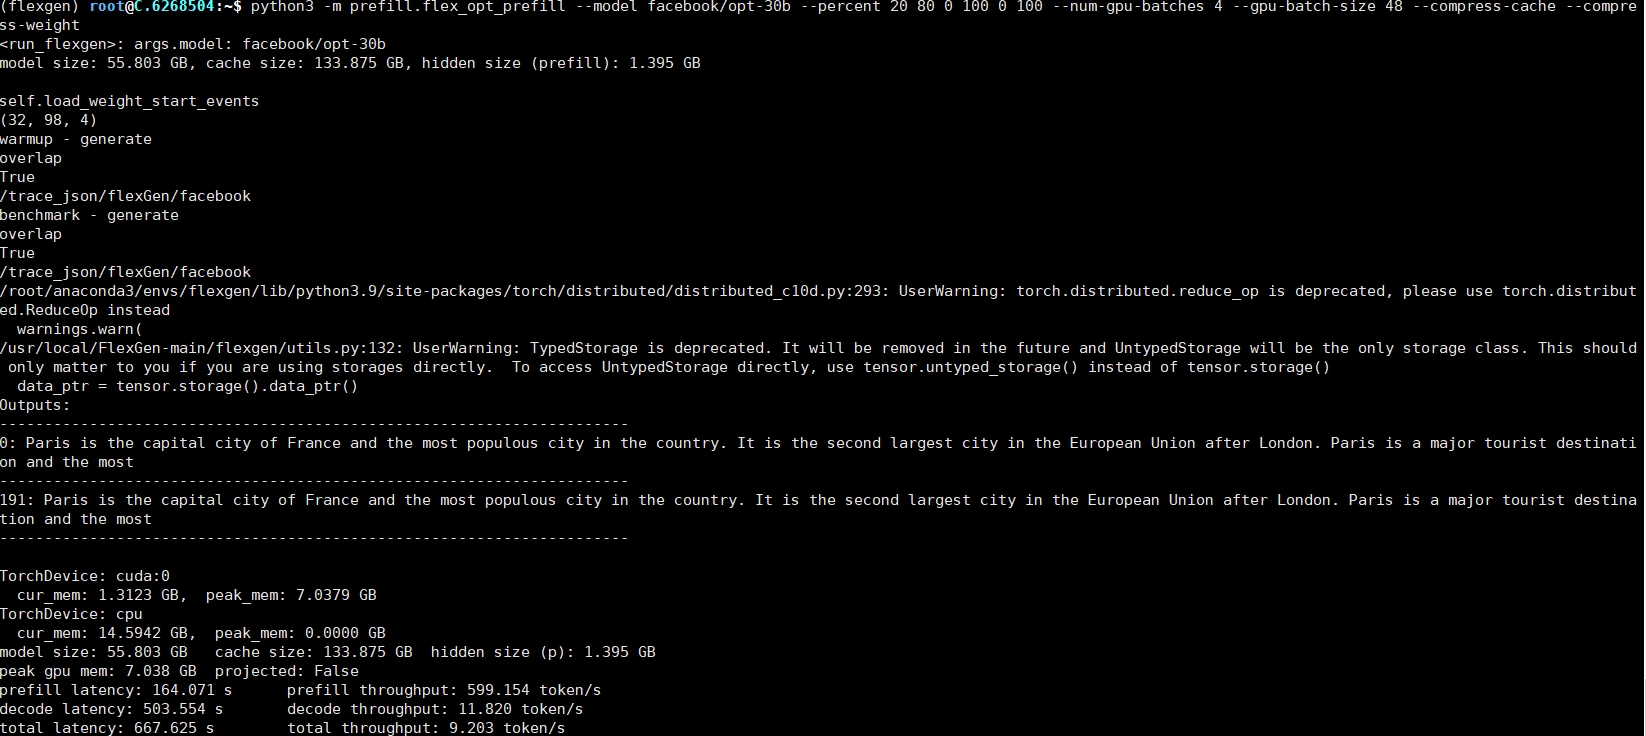 (flexgen) root@C.6268504:~$ python3 -m prefill.flex_opt_prefill --model facebook/opt-30b --percent 20 80 0 100 0 100 --num-gpu-batches 4 --gpu-batch-size 48 --compress-cache --compre
ss-weight
<run_flexgen>: args.model: facebook/opt-30b
model size: 55.803 GB, cache size: 133.875 GB, hidden size (prefill): 1.395 GB
self.load_weight_start_events
(32, 98, 4)
warmup - generate
overlap
True
/trace_json/flexGen/facebook
benchmark - generate
overlap
True
/trace_json/flexGen/facebook
/root/anaconda3/envs/flexgen/lib/python3.9/site-packages/torch/distributed/distributed_c10d.py:293: UserWarning: torch.distributed.reduce_op is deprecated, please use torch.distribut
ed.ReduceOp instead
  warnings.warn(
/usr/local/FlexGen-main/flexgen/utils.py:132: UserWarning: TypedStorage is deprecated. It will be removed in the future and UntypedStorage will be the only storage class. This should
 only matter to you if you are using storages directly.  To access UntypedStorage directly, use tensor.untyped_storage() instead of tensor.storage()
  data_ptr = tensor.storage().data_ptr()
Outputs:
----------------------------------------------------------------------
0: Paris is the capital city of France and the most populous city in the country. It is the second largest city in the European Union after London. Paris is a major tourist destinati
on and the most
----------------------------------------------------------------------
191: Paris is the capital city of France and the most populous city in the country. It is the second largest city in the European Union after London. Paris is a major tourist destina
tion and the most
----------------------------------------------------------------------
TorchDevice: cuda:0
  cur_mem: 1.3123 GB,  peak_mem: 7.0379 GB
TorchDevice: cpu
  cur_mem: 14.5942 GB,  peak_mem: 0.0000 GB
model size: 55.803 GB   cache size: 133.875 GB  hidden size (p): 1.395 GB
peak gpu mem: 7.038 GB  projected: False
prefill latency: 164.071 s      prefill throughput: 599.154 token/s
decode latency: 503.554 s       decode throughput: 11.820 token/s
total latency: 667.625 s        total throughput: 9.203 token/s